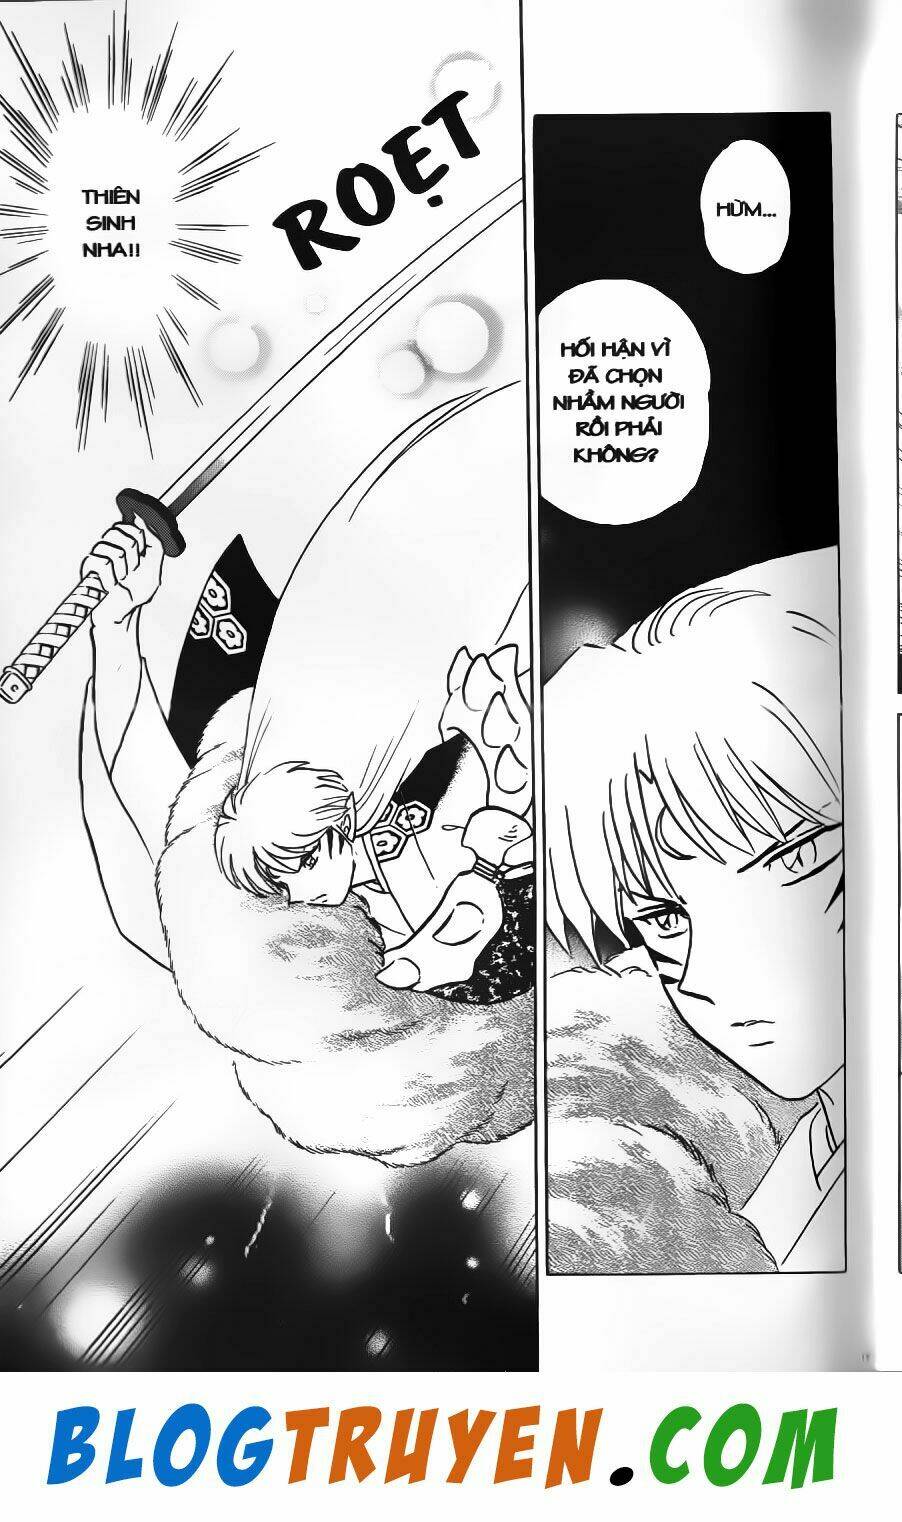 HỪM...
HỐI HẬN VÌ
ĐÃ CHỌN
NHẦM NGƯỜI
RỒI PHẢI
KHÔNG?
THIÊN
SINH
NHA!!
ROẸT
BLOGTRUYEN.COM